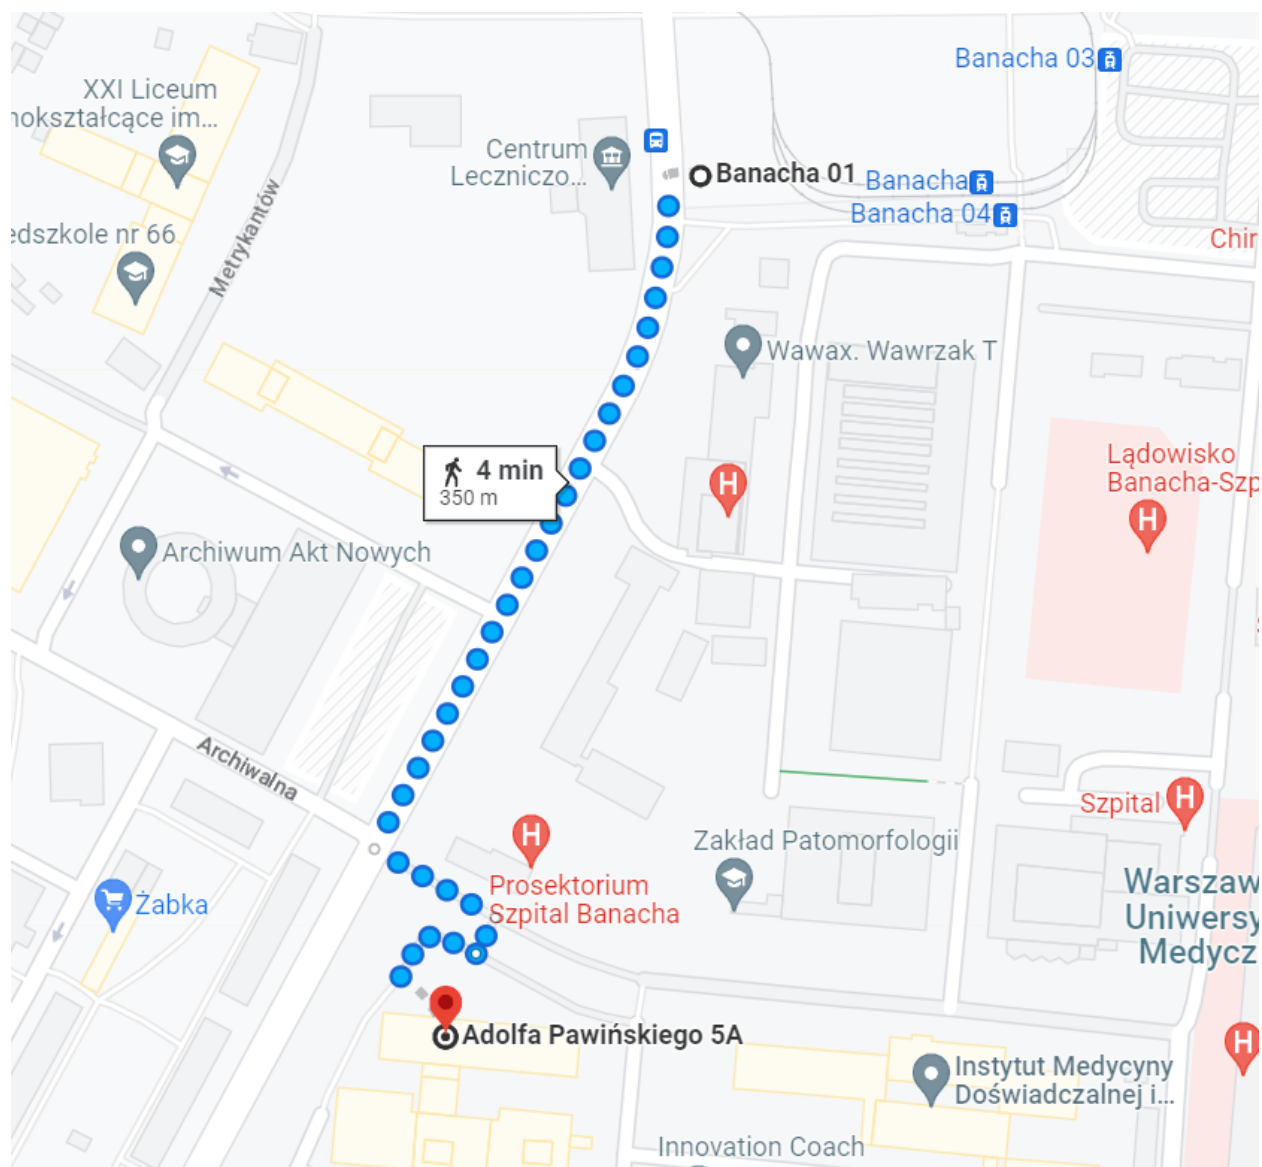 Banacha 03
XXI Liceum
nokształcące im...
Centrum
Leczniczo...
Banacha 01
Banacha
Banacha 04
Metrykantów
edszkole nr 66
Chir
Wawax. Wawrzak T
4 min
350 m
Lądowisko
Banacha-Szp
H
H
Archiwum Akt Nowych
Archiwalna
Szpital
H
H
Zakład Patomorfologii
Prosektorium
Szpital Banacha
Żabka
Warszaw
Uniwersy
Medycz
Adolfa Pawińskiego 5A
H
Instytut Medycyny
Doświadczalnej i...
Innovation Coach